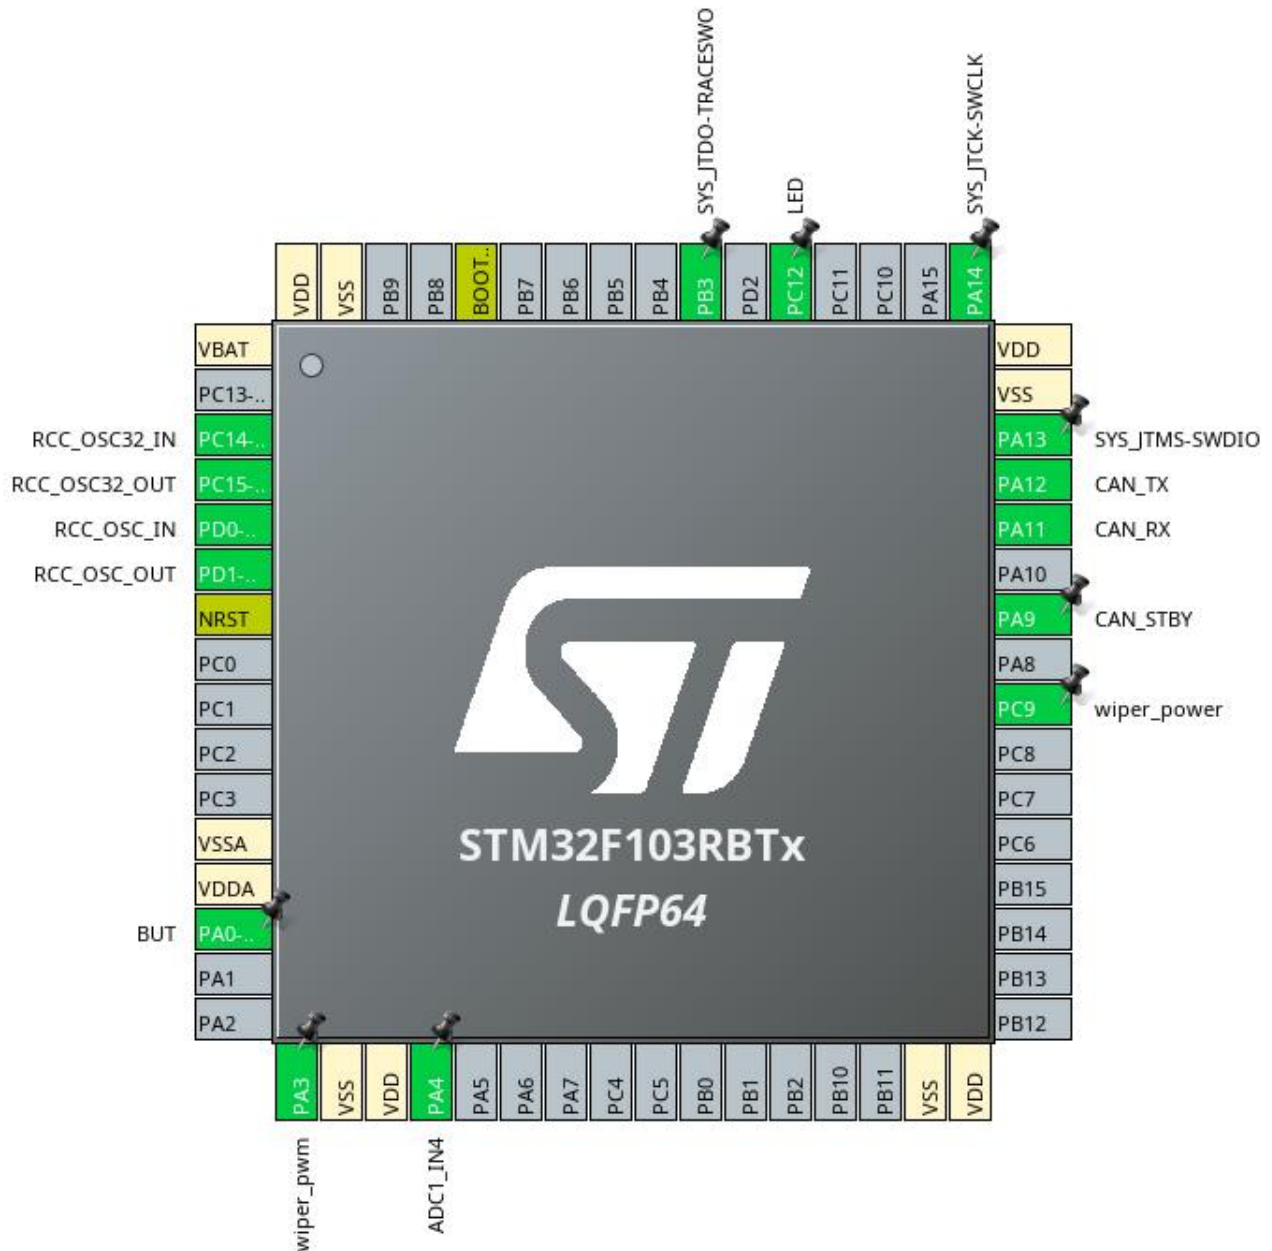 SYS_JTDO-TRACESWO
LED
SYS_JTCK-SWCLK
VDD
VSS
PB9
PB8
BOOT..
PB7
PB6
PB5
PB4
PB3
PD2
PC12
PC11
PC10
PA15
PA14
VBAT
PC13-..
RCC_OSC32_IN PC14-..
RCC_OSC32_OUT PC15-..
RCC_OSC_IN PD0-..
RCC_OSC_OUT PD1-..
NRST
PC0
PC1
PC2
PC3
VSSA
VDDA
BUT PA0-..
PA1
PA2
VDD
VSS
PA13 SYS_JTMS-SWDIO
PA12 CAN_TX
PA11 CAN_RX
PA10
PA9 CAN_STBY
PA8
PC9 wiper_power
PC8
PC7
PC6
PB15
PB14
PB13
PB12
ST
STM32F103RBTx
LQFP64
PA3
VSS
VDD
PA4
PA5
PA6
PA7
PC4
PC5
PB0
PB1
PB2
PB10
PB11
VSS
VDD
wiper_pwm
ADC1_IN4